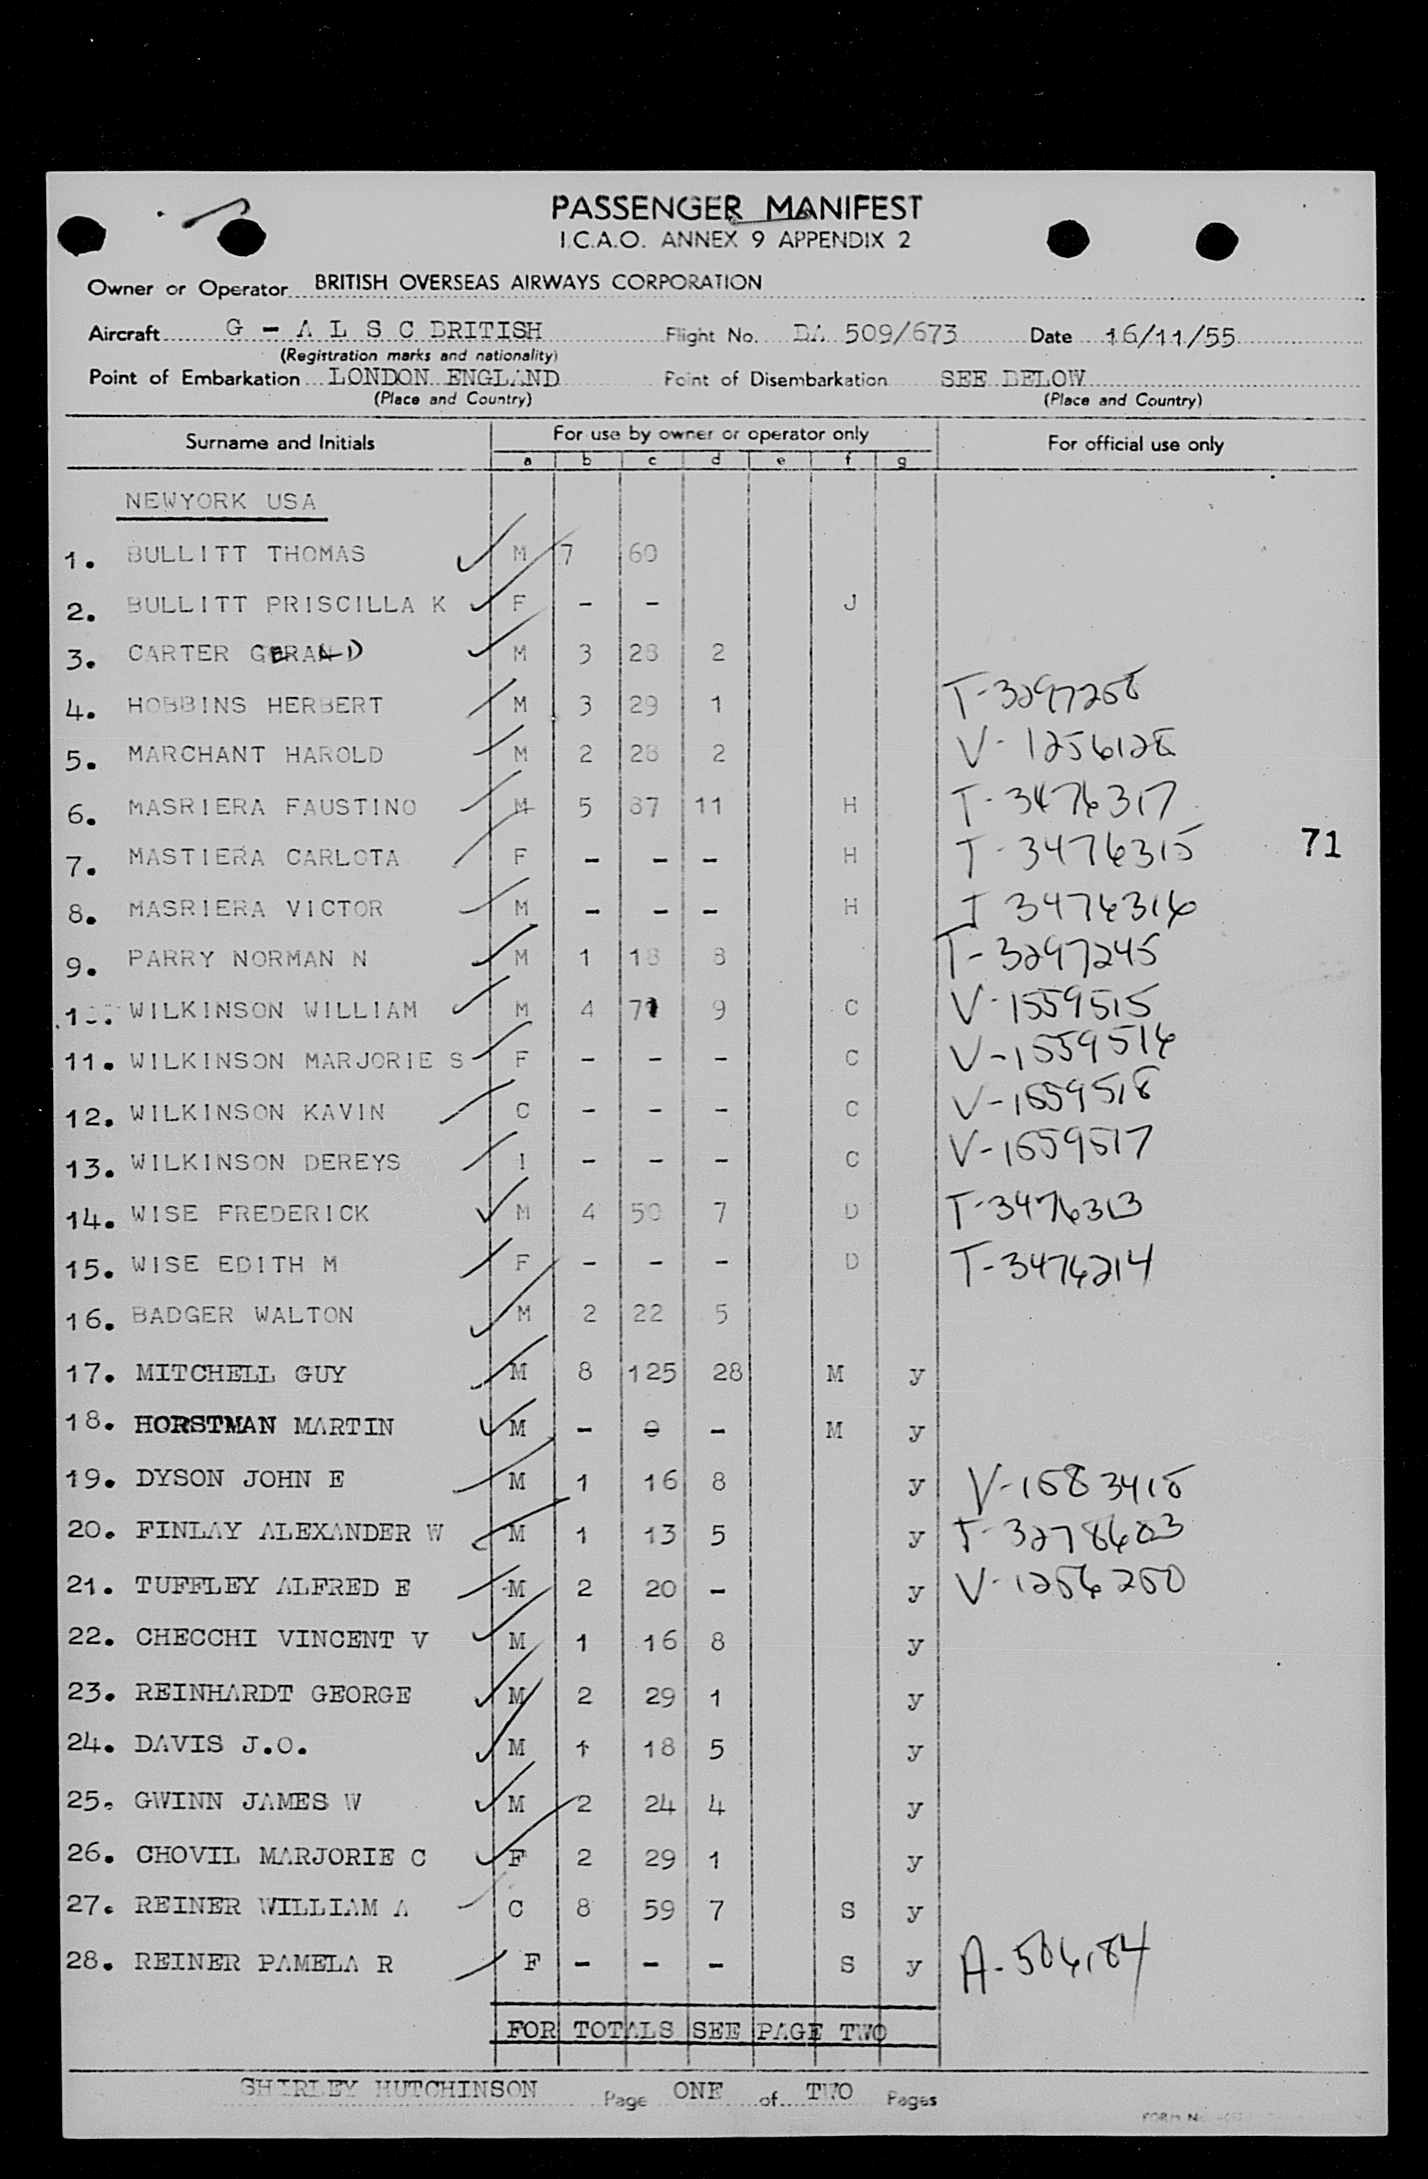 PASSENGER MANIFEST
I.C.A.O. ANNEX 9 APPENDIX 2
Owner or Operator BRITISH OVERSEAS AIRWAYS CORPORATION
Aircraft G - A L S C BRITISH Flight No. BA 509/673 Date 16/11/55
(Registration marks and nationality)
Point of Embarkation LONDON ENGLAND Point of Disembarkation SEE BELOW
(Place and Country) (Place and Country)
Surname and Initials For use by owner or operator only For official use only
a b c d e f g
NEWYORK USA
1. BULLITT THOMAS M 7 60
2. BULLITT PRISCILLA K F - - J
3. CARTER GERALD M 3 28 2
4. HOBBINS HERBERT M 3 29 1 T-3297258
5. MARCHANT HAROLD M 2 28 2 V-1256128
6. MASRIERA FAUSTINO M 5 87 11 H T-3476317
7. MASTIERA CARLOTA F - - - H T-3476315
71
8. MASRIERA VICTOR M - - - H T 3476316
9. PARRY NORMAN N M 1 18 8 T-3297245
10. WILKINSON WILLIAM M 4 71 9 C V-1559515
11. WILKINSON MARJORIE S F - - - C V-1559516
12. WILKINSON KAVIN C - - - C V-1559518
13. WILKINSON DEREYS I - - - C V-1559517
14. WISE FREDERICK M 4 50 7 D T-3476313
15. WISE EDITH M F - - - D T-3476214
16. BADGER WALTON M 2 22 5
17. MITCHELL GUY M 8 125 28 M y
18. HORSTMAN MARTIN M - - - M y
19. DYSON JOHN E M 1 16 8 y V-1583415
20. FINLAY ALEXANDER W M 1 13 5 y T-3278603
21. TUFFLEY ALFRED E M 2 20 - y V-1256250
22. CHECCHI VINCENT V M 1 16 8 y
23. REINHARDT GEORGE M 2 29 1 y
24. DAVIS J.O. M 1 18 5 y
25. GWINN JAMES W M 2 24 4 y
26. CHOVIL MARJORIE C F 2 29 1 y
27. REINER WILLIAM A C 8 59 7 S y
28. REINER PAMELA R F - - - S y A-506184
FOR TOTALS SEE PAGE TWO
SHIRLEY HUTCHINSON Page ONE of TWO Pages
FORM No